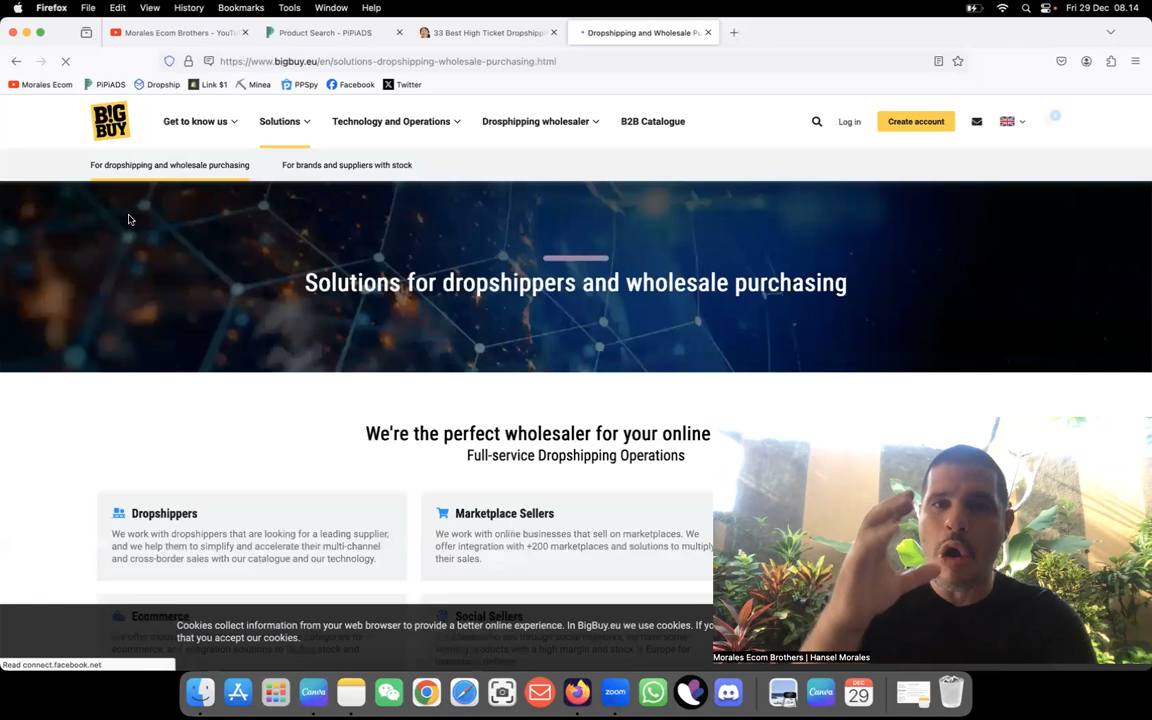 Firefox File Edit View History Bookmarks Tools Window Help
Fri 29 Dec 08.14
Morales Ecom Brothers - YouTu
Product Search - PiPiADS
33 Best High Ticket Dropshippi
Dropshipping and Wholesale Pu
https://www.bigbuy.eu/en/solutions-dropshipping-wholesale-purchasing.html
Morales Ecom
PiPiADS
Dropship
Link $1
Minea
PPSpy
Facebook
Twitter
BIG BUY
Get to know us
Solutions
Technology and Operations
Drosphipping wholesaler
B2B Catalogue
Log in
Create account
For dropshipping and wholesale purchasing
For brands and suppliers with stock
Solutions for dropshippers and wholesale purchasing
We're the perfect wholesaler for your online
Full-service Dropshipping Operations
Dropshippers
We work with dropshippers that are looking for a leading supplier,
and we help them to simplify and accelerate their multi-channel
and cross-border sales with our catalogue and our technology.
Marketplace Sellers
We work with online businesses that sell on marketplaces. We
offer integration with +200 marketplaces and solutions to multiply
their sales.
Ecommerce
Social Sellers
Cookies collect information from your web browser to provide a better online experience. In BigBuy.eu we use cookies. If yo
that you accept our cookies.
Read connect.facebook.net
Morales Ecom Brothers | Hansel Morales
Canva
zoom
Canva
DEC
29